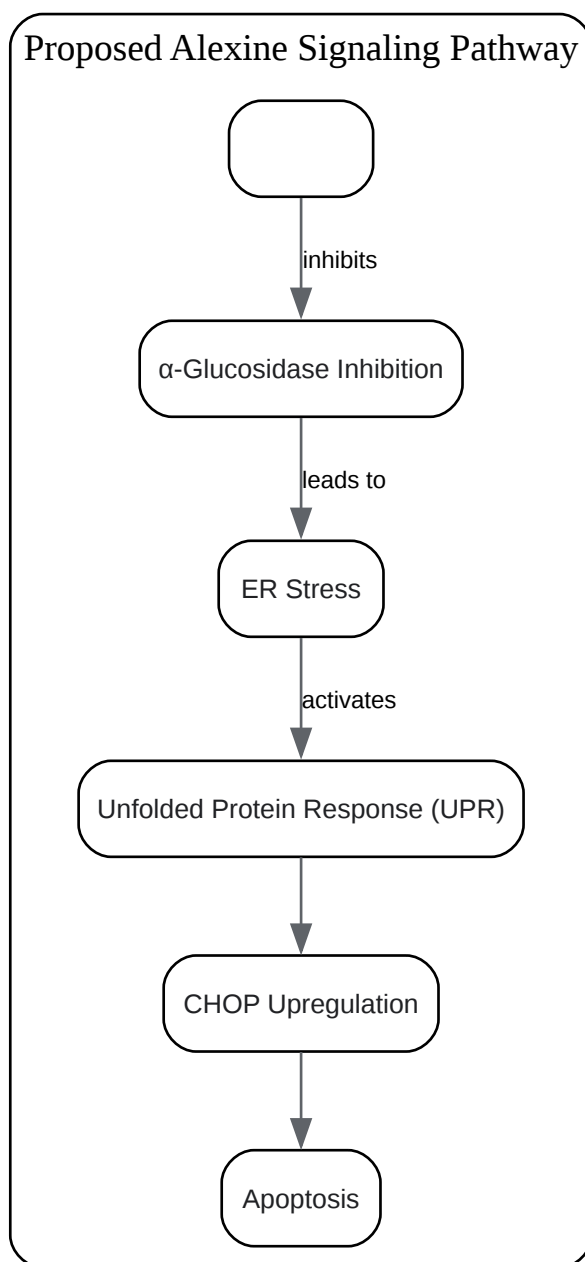 Proposed Alexine Signaling Pathway
inhibits
α-Glucosidase Inhibition
leads to
ER Stress
activates
Unfolded Protein Response (UPR)
CHOP Upregulation
Apoptosis